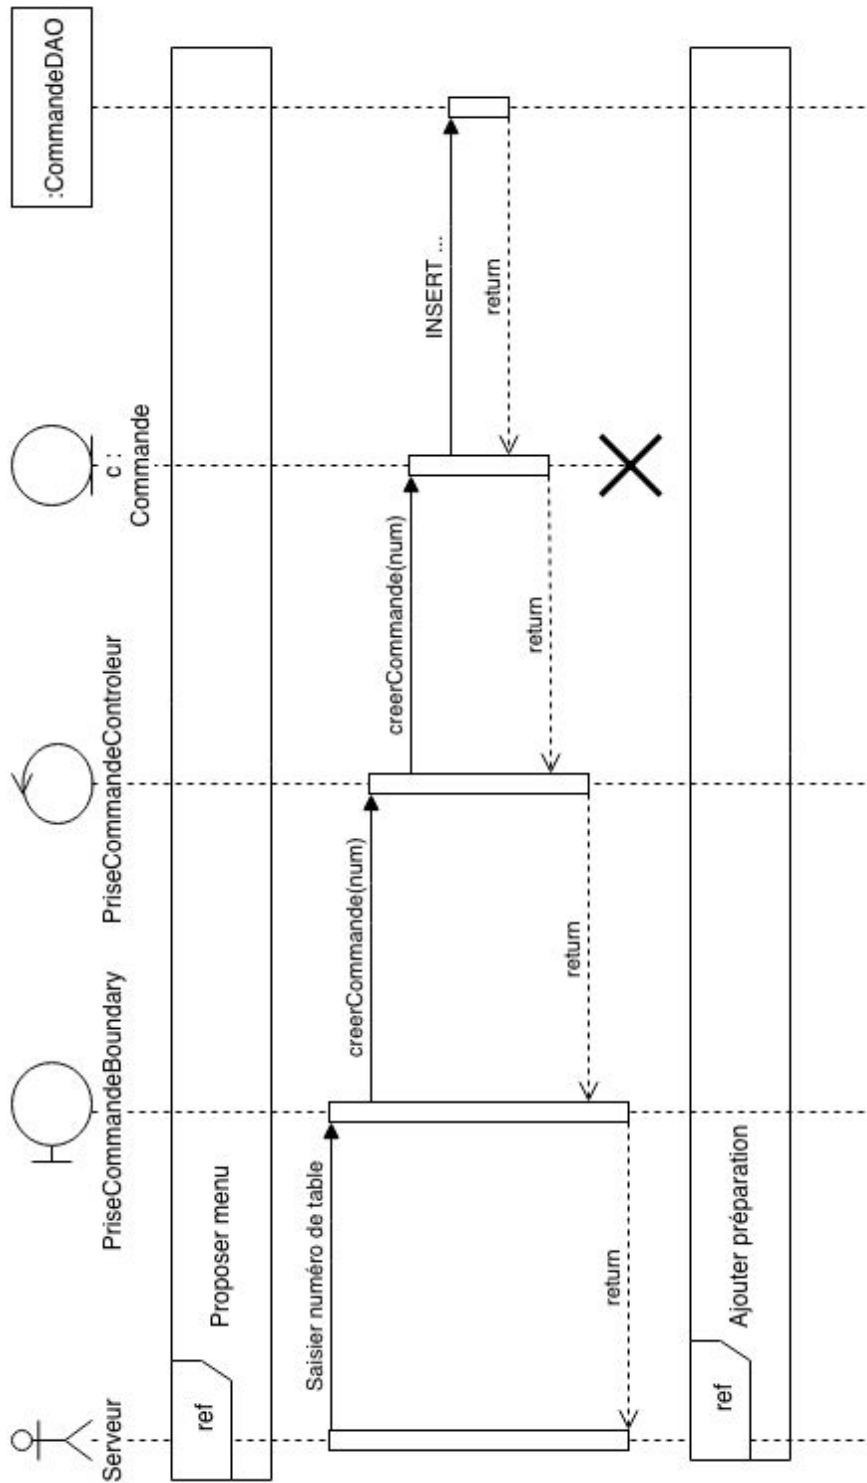 Serveur
PriseCommandeBoundary
PriseCommandeControleur
c :
Commande
:CommandeDAO
ref
Proposer menu
Saisier numéro de table
creerCommande(num)
creerCommande(num)
INSERT ...
return
return
return
return
ref
Ajouter préparation